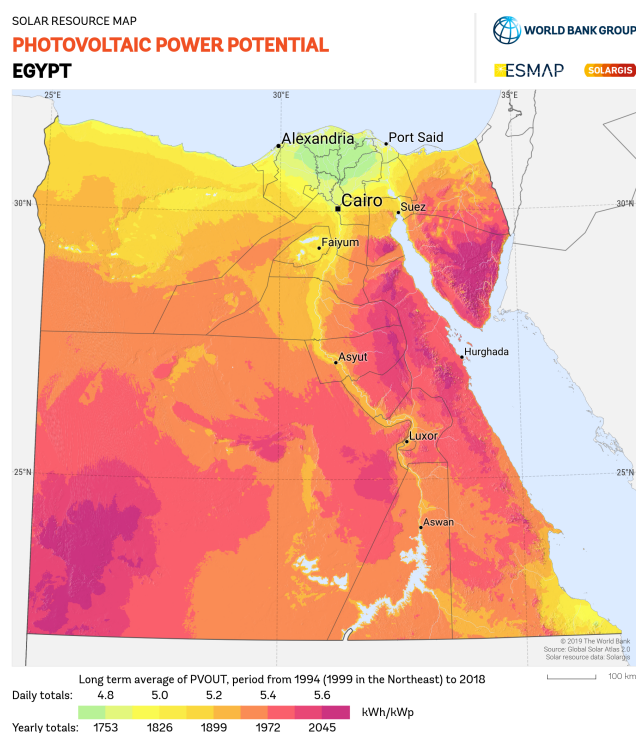 SOLAR RESOURCE MAP
PHOTOVOLTAIC POWER POTENTIAL
EGYPT
WORLD BANK GROUP
ESMAP
SOLARGIS
25°E 30°E 35°E
Alexandria
Port Said
30°N 30°N
Cairo
Suez
Faiyum
Hurghada
Asyut
Luxor
25°N 25°N
Aswan
© 2019 The World Bank
Source: Global Solar Atlas 2.0
Solar resource data: Solargis
100 km
Long term average of PVOUT, period from 1994 (1999 in the Northeast) to 2018
Daily totals: 4.8 5.0 5.2 5.4 5.6
kWh/kWp
Yearly totals: 1753 1826 1899 1972 2045